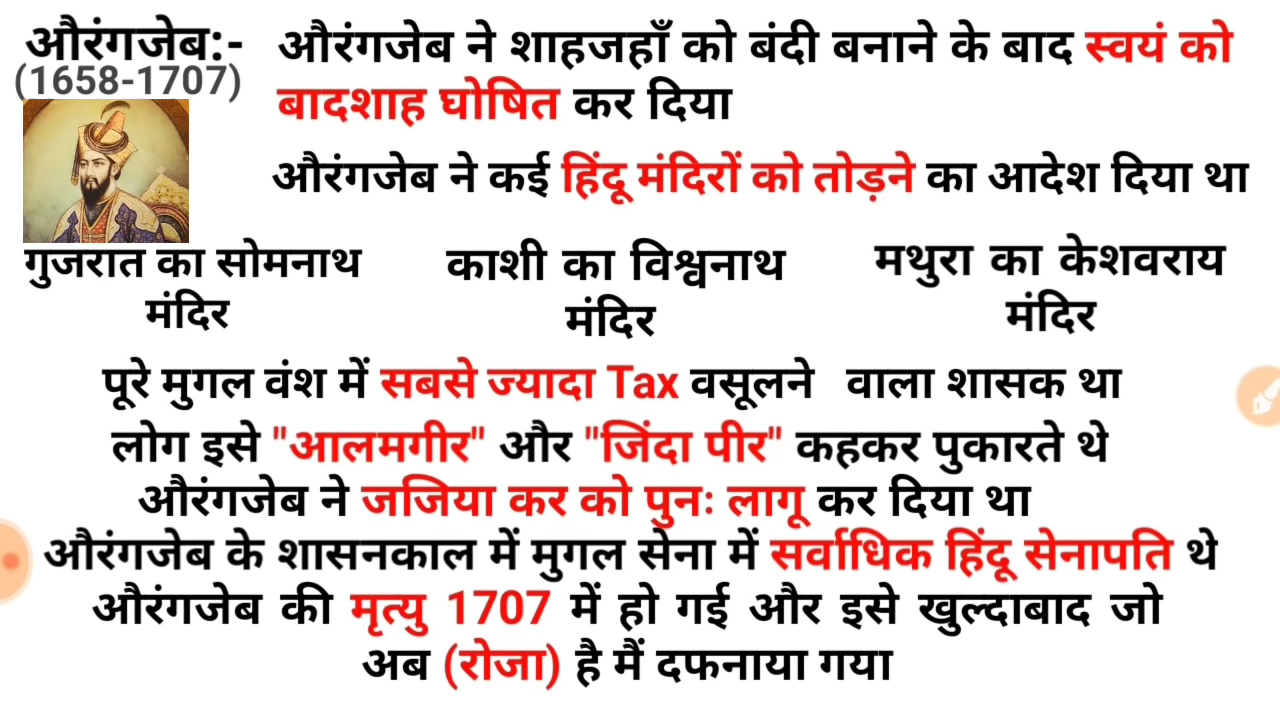 औरंगजेब:-
(1658-1707)
औरंगजेब ने शाहजहाँ को बंदी बनाने के बाद स्वयं को
बादशाह घोषित कर दिया
औरंगजेब ने कई हिंदू मंदिरों को तोड़ने का आदेश दिया था
गुजरात का सोमनाथ
मंदिर
काशी का विश्वनाथ
मंदिर
मथुरा का केशवराय
मंदिर
पूरे मुगल वंश में सबसे ज्यादा Tax वसूलने वाला शासक था
लोग इसे "आलमगीर" और "जिंदा पीर" कहकर पुकारते थे
औरंगजेब ने जजिया कर को पुनः लागू कर दिया था
औरंगजेब के शासनकाल में मुगल सेना में सर्वाधिक हिंदू सेनापति थे
औरंगजेब की मृत्यु 1707 में हो गई और इसे खुल्दाबाद जो
अब (रोजा) है मैं दफनाया गया